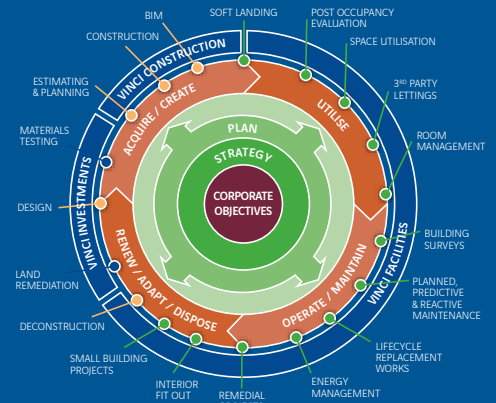 SOFT LANDING
POST OCCUPANCY
EVALUATION
SPACE UTILISATION
3RD PARTY
LETTINGS
ROOM
MANAGEMENT
BUILDING
SURVEYS
PLANNED,
PREDICTIVE
& REACTIVE
MAINTENANCE
LIFECYCLE
REPLACEMENT
WORKS
ENERGY
MANAGEMENT
REMEDIAL
INTERIOR
FIT OUT
SMALL BUILDING
PROJECTS
DECONSTRUCTION
LAND
REMEDIATION
DESIGN
MATERIALS
TESTING
ESTIMATING
& PLANNING
CONSTRUCTION
BIM
VINCI CONSTRUCTION
VINCI FACILITIES
VINCI INVESTMENTS
ACQUIRE / CREATE
UTILISE
OPERATE / MAINTAIN
RENEW / ADAPT / DISPOSE
PLAN
STRATEGY
CORPORATE
OBJECTIVES